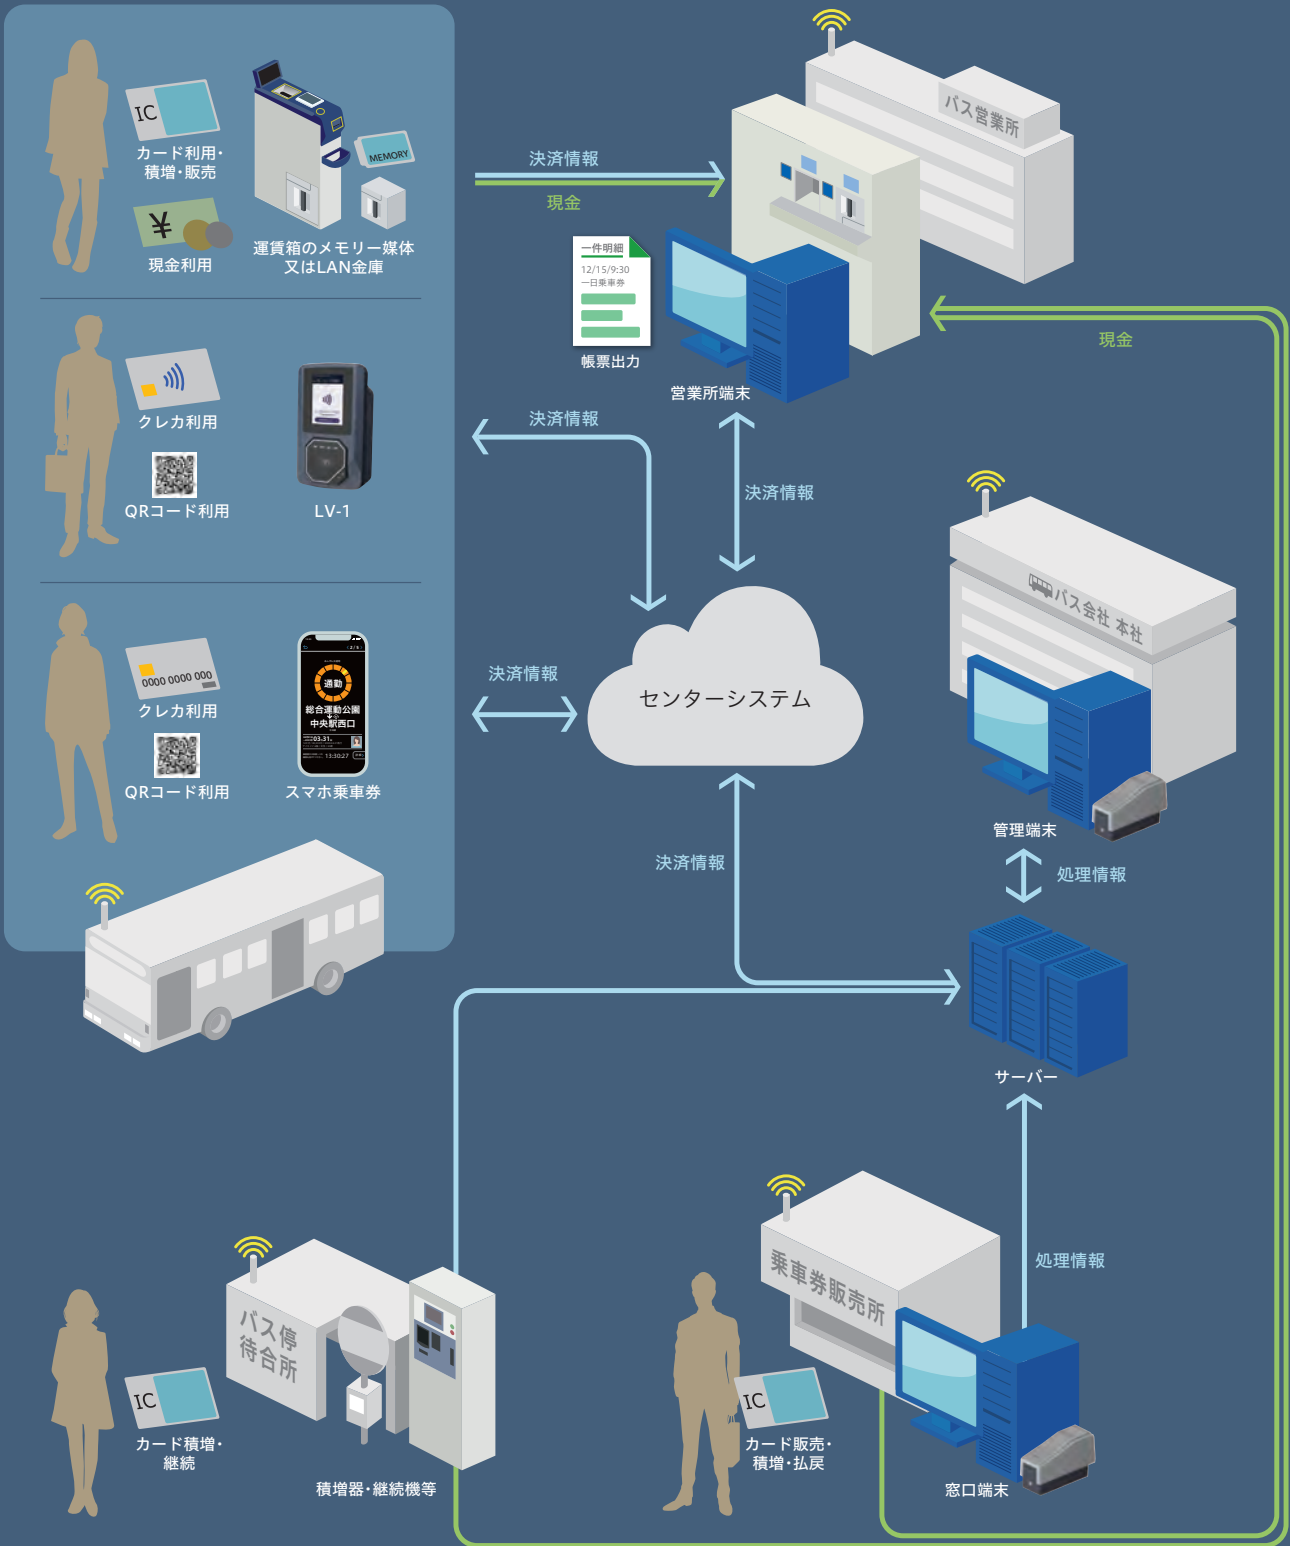 IC
カード利用・
積増・販売
¥
現金利用
MEMORY
運賃箱のメモリー媒体
又はLAN金庫
決済情報
現金
バス営業所
一件明細
12/15/9:30
一日乗車券
帳票出力
営業所端末
現金
クレカ利用
QRコード利用
LV-1
決済情報
決済情報
バス会社 本社
0000 0000 000
クレカ利用
QRコード利用
通勤
総合運動公園
中央駅西口
03.31
13:30:27
スマホ乗車券
決済情報
センターシステム
管理端末
決済情報
処理情報
サーバー
処理情報
バス停
待合所
IC
カード積増・
継続
積増器・継続機等
乗車券販売所
IC
カード販売・
積増・払戻
窓口端末